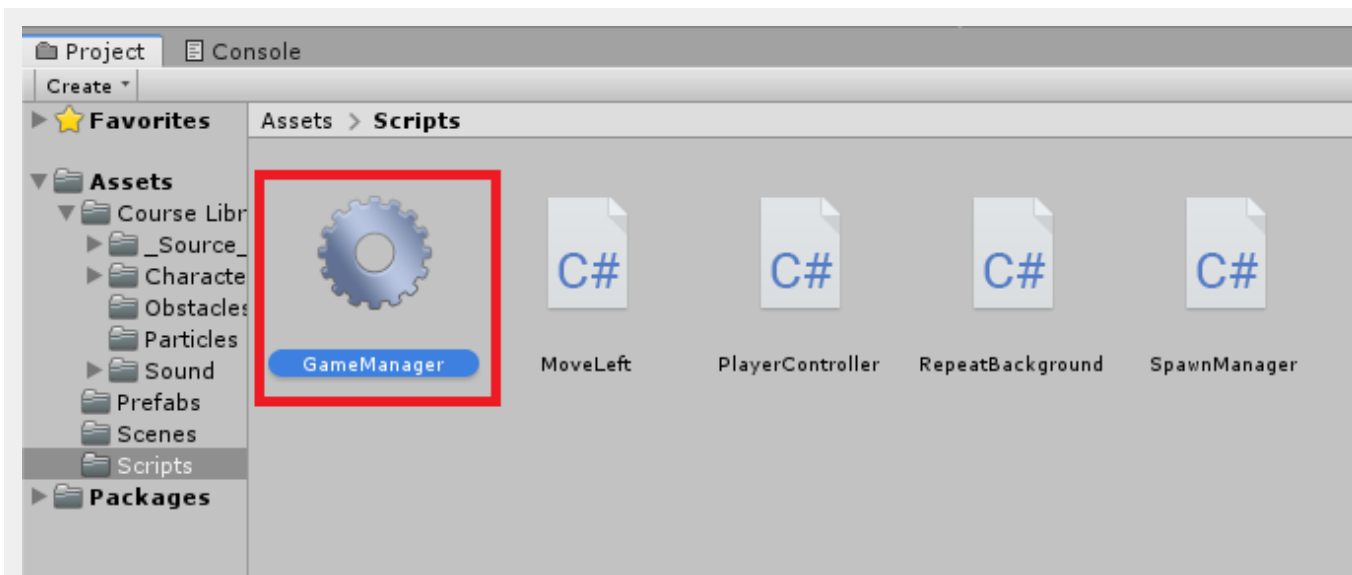 Project Console
Create
Favorites
Assets > Scripts
Assets
Course Libr
_Source_
Characte
Obstacles
Particles
Sound
Prefabs
Scenes
Scripts
Packages
C# C# C# C#
GameManager MoveLeft PlayerController RepeatBackground SpawnManager